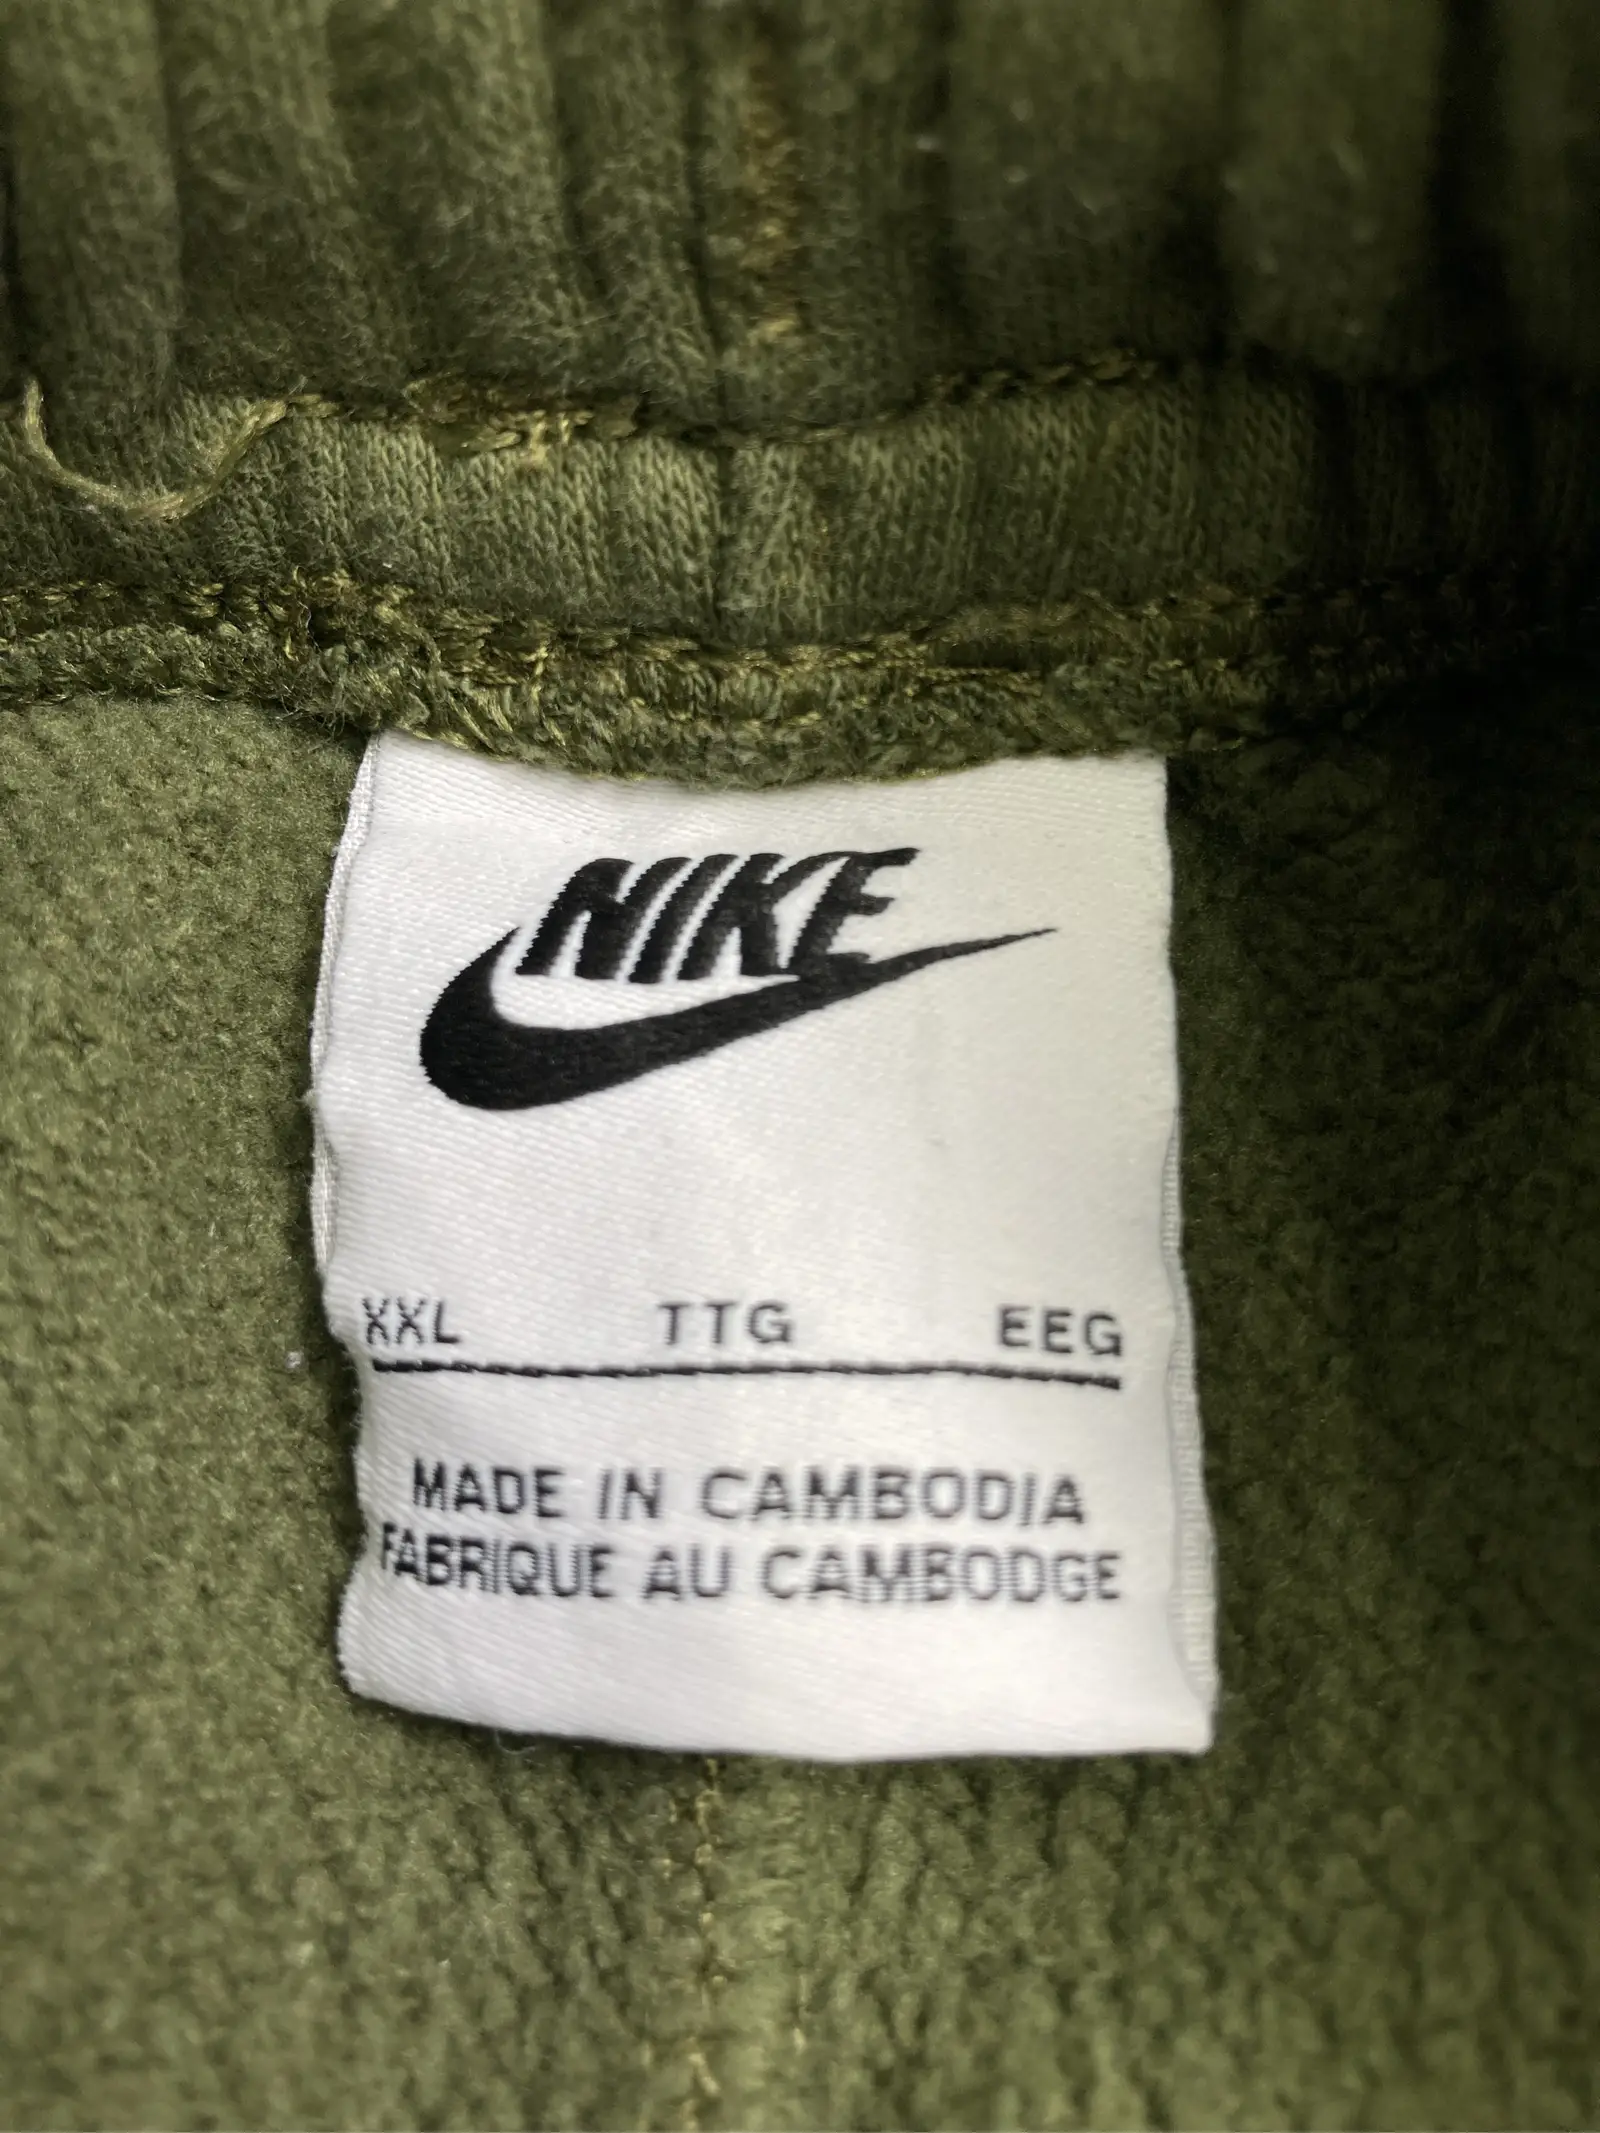 NIKE
XXL TTG EEG
MADE IN CAMBODIA
FABRIQUE AU CAMBODGE